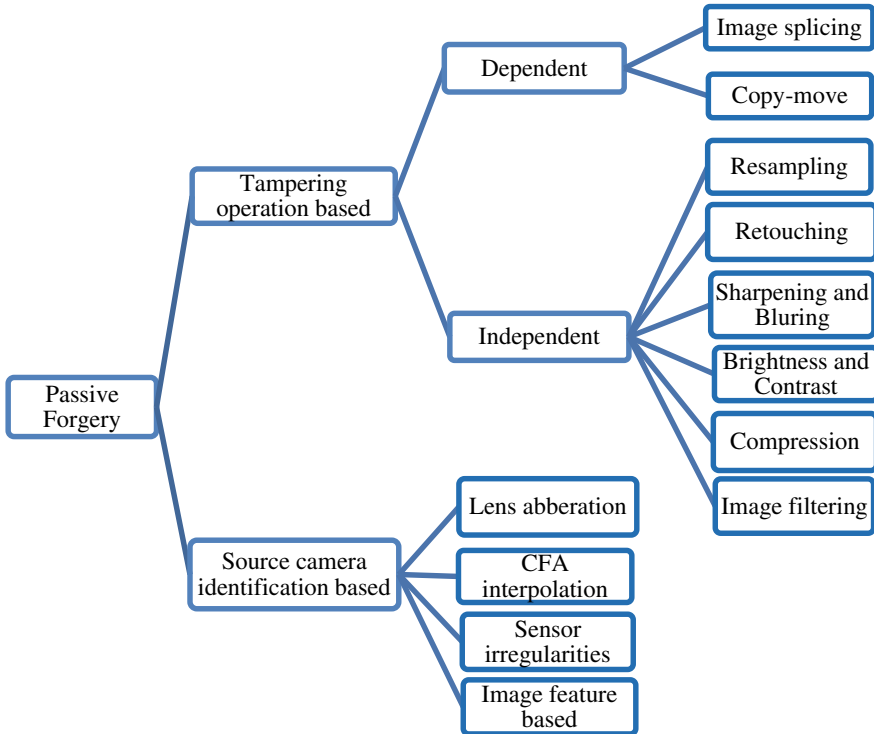 Passive
Forgery
Tampering
operation based
Dependent
Image splicing
Copy-move
Independent
Resampling
Retouching
Sharpening and
Bluring
Brightness and
Contrast
Compression
Image filtering
Source camera
identification based
Lens abberation
CFA
interpolation
Sensor
irregularities
Image feature
based